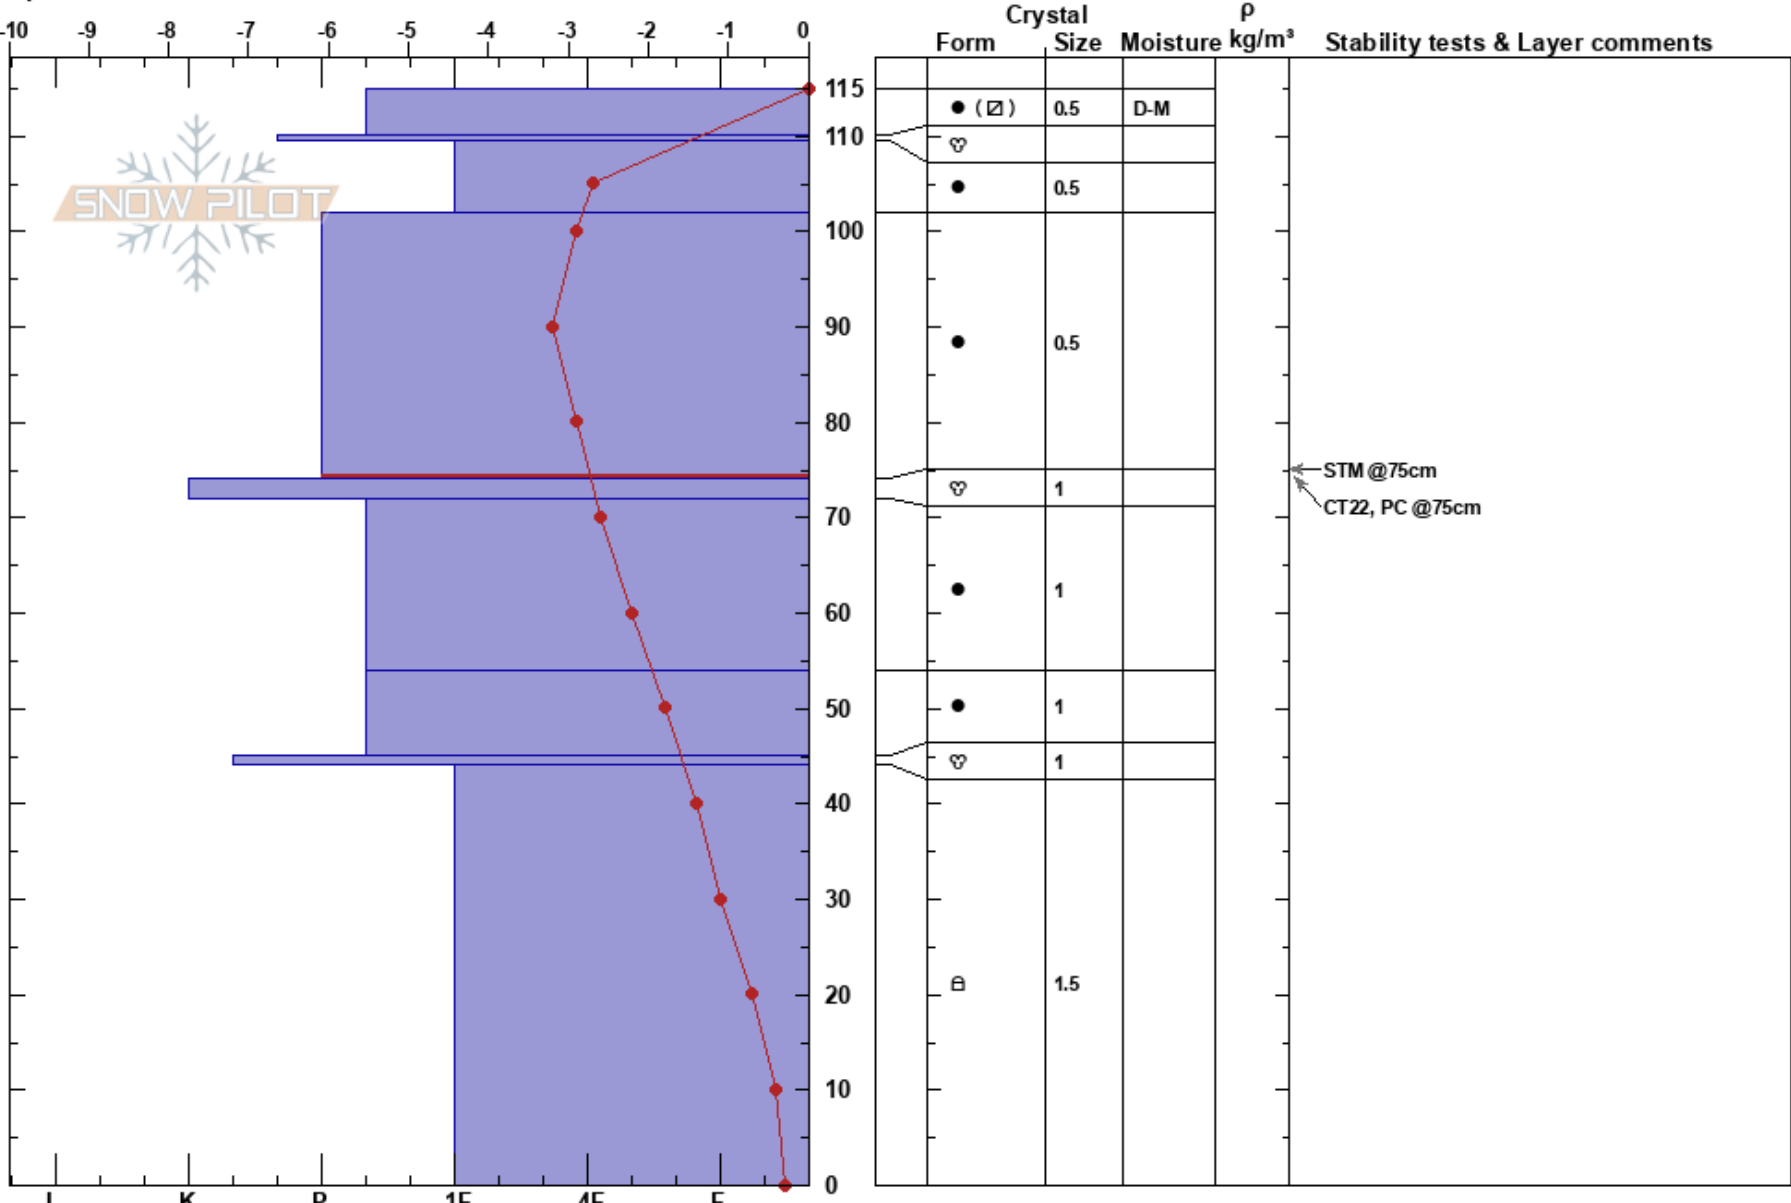 Crystal ρ
-10 -9 -8 -7 -6 -5 -4 -3 -2 -1 0 Form Size Moisture kg/m³ Stability tests & Layer comments
115
● (⧄) 0.5 D-M
110
SNOW PILOT
● 0.5
100
90
● 0.5
80
STM @75cm
1
CT22, PC @75cm
70
● 1
60
50 ● 1
1
40
30
20
1.5
10
0
I K P 1F 4F F